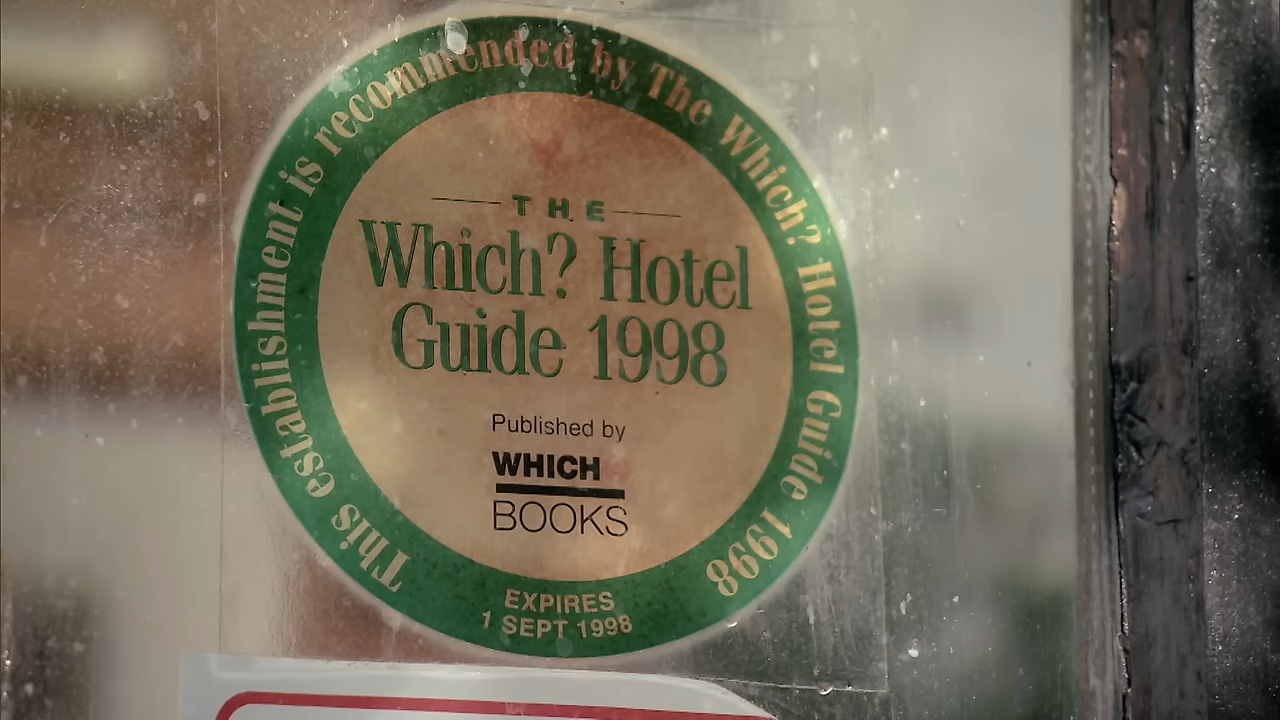 This establishment is recommended by The Which? Hotel Guide 1998
THE
Which? Hotel
Guide 1998
Published by
WHICH
BOOKS
EXPIRES
1 SEPT 1998